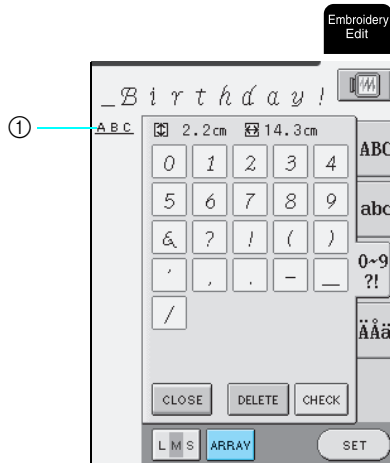 Embroidery
Edit
_Birthday!
① ABC
2.2cm 14.3cm
0 1 2 3 4
ABC
5 6 7 8 9
abc
& ? ! ( )
0~9
?!
' , . - _
ÄÅä
/
CLOSE DELETE CHECK
L M S ARRAY SET